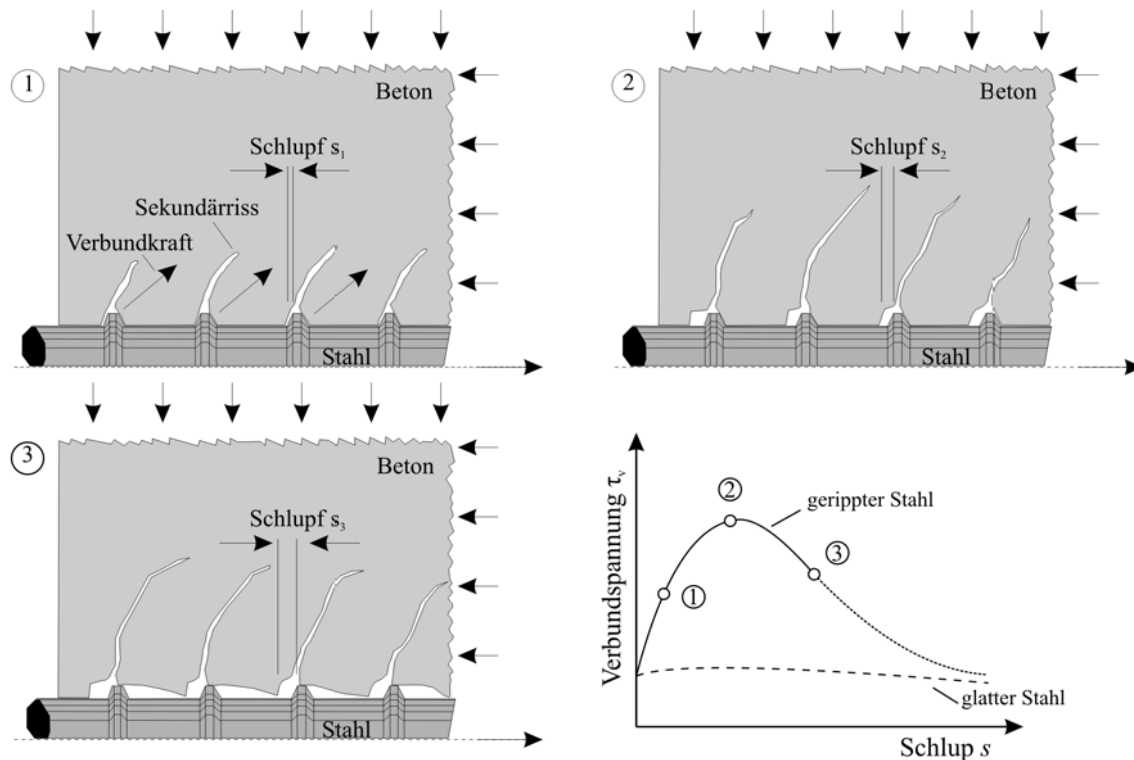 1
Beton
Schlupf s₁
Sekundärriss
Verbundkraft
Stahl
2
Beton
Schlupf s₂
Stahl
3
Beton
Schlupf s₃
Stahl
Verbundspannung τᵥ
2
gerippter Stahl
3
1
glatter Stahl
Schlup s